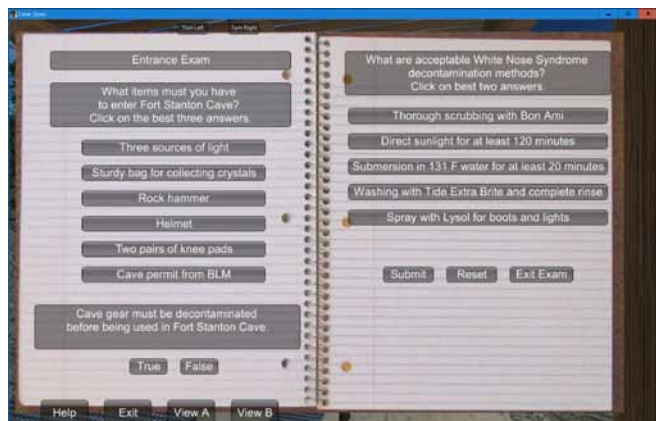 Cave Quest
Turn Left
Turn Right
Entrance Exam
What items must you have
to enter Fort Stanton Cave?
Click on the best three answers.
Three sources of light
Sturdy bag for collecting crystals
Rock hammer
Helmet
Two pairs of knee pads
Cave permit from BLM
Cave gear must be decontaminated
before being used in Fort Stanton Cave.
True
False
Help
Exit
View A
View B
What are acceptable White Nose Syndrome
decontamination methods?
Click on best two answers.
Thorough scrubbing with Bon Ami
Direct sunlight for at least 120 minutes
Submersion in 131 F water for at least 20 minutes
Washing with Tide Extra Brite and complete rinse
Spray with Lysol for boots and lights
Submit
Reset
Exit Exam